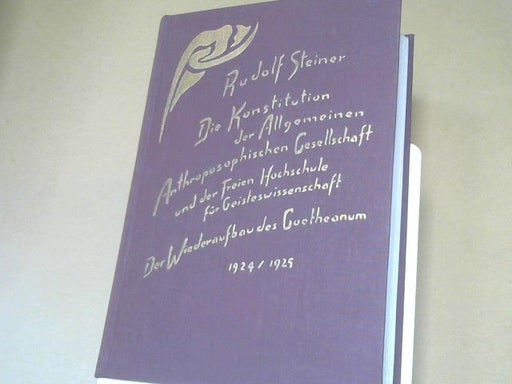 Rudolf Steiner
Die Konstitution
der Allgemeinen
Anthroposophischen Gesellschaft
und der Freien Hochschule
für Geisteswissenschaft
Der Wiederaufbau des Goetheanum
1924/1925